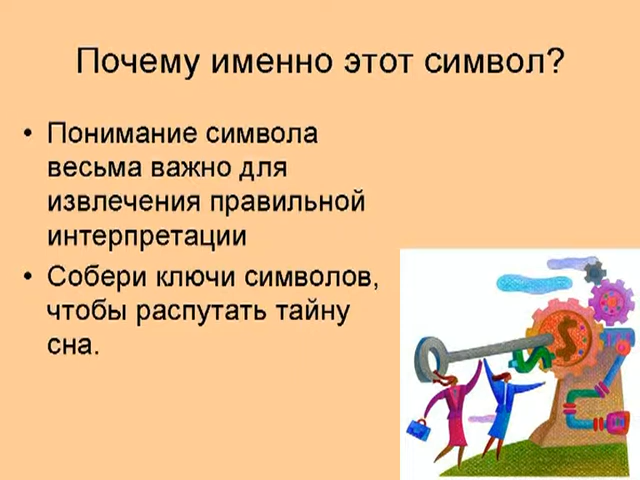 Почему именно этот символ?
• Понимание символа
весьма важно для
извлечения правильной
интерпретации
• Собери ключи символов,
чтобы распутать тайну
сна.
$